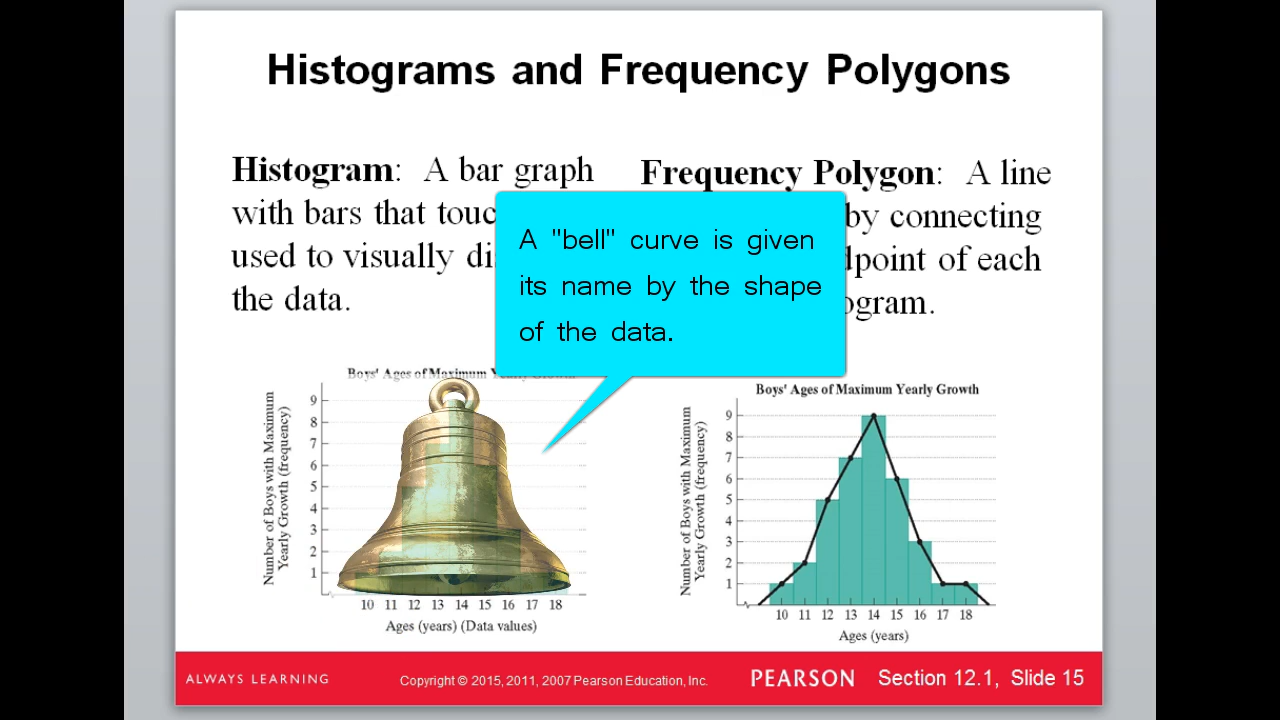 Histograms and Frequency Polygons
Histogram: A bar graph
with bars that touc
used to visually di
the data.
Frequency Polygon: A line
by connecting
dpoint of each
ogram.
A "bell" curve is given
its name by the shape
of the data.
Boys' Ages of Maximum Yearly Growth
Number of Boys with Maximum
Yearly Growth (frequency)
9
8
7
6
5
4
3
2
1
10 11 12 13 14 15 16 17 18
Ages (years) (Data values)
Boys' Ages of Maximum Yearly Growth
Number of Boys with Maximum
Yearly Growth (frequency)
9
8
7
6
5
4
3
2
1
10 11 12 13 14 15 16 17 18
Ages (years)
ALWAYS LEARNING
Copyright © 2015, 2011, 2007 Pearson Education, Inc.
PEARSON
Section 12.1, Slide 15